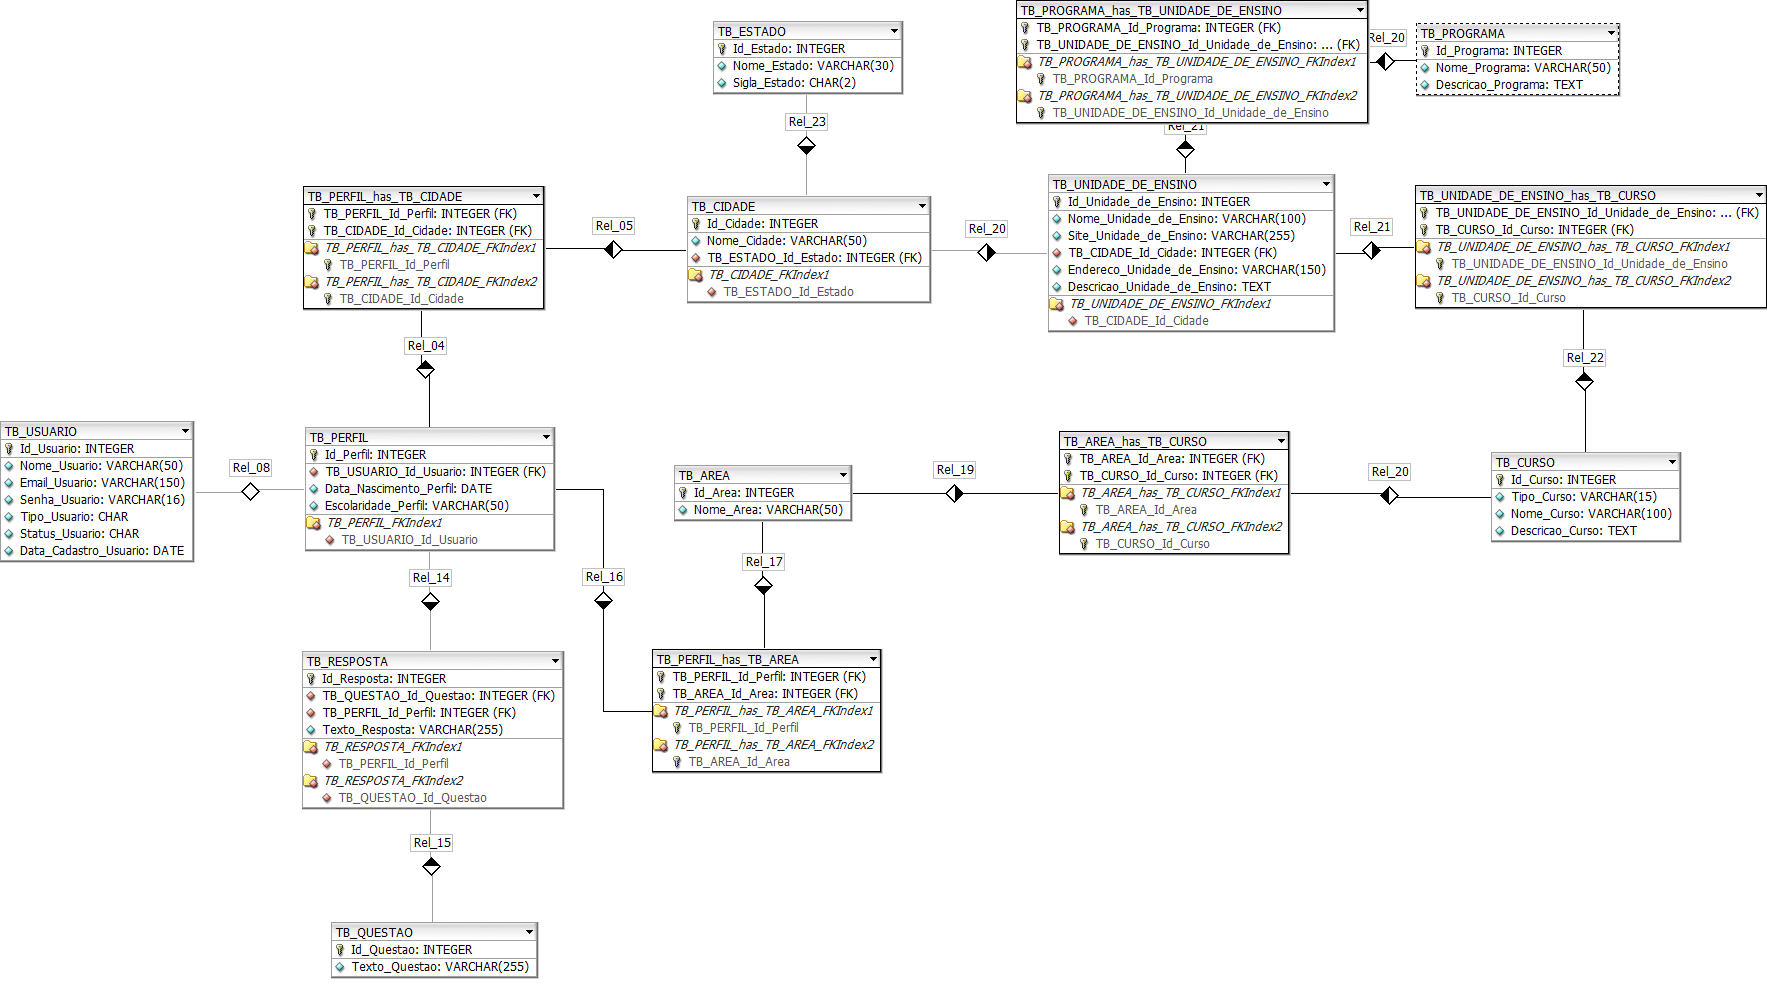 TB_ESTADO
Id_Estado: INTEGER
Nome_Estado: VARCHAR(30)
Sigla_Estado: CHAR(2)
Rel_23
TB_PROGRAMA_has_TB_UNIDADE_DE_ENSINO
TB_PROGRAMA_Id_Programa: INTEGER (FK)
TB_UNIDADE_DE_ENSINO_Id_Unidade_de_Ensino: ... (FK)
TB_PROGRAMA_has_TB_UNIDADE_DE_ENSINO_FKIndex1
TB_PROGRAMA_Id_Programa
TB_PROGRAMA_has_TB_UNIDADE_DE_ENSINO_FKIndex2
TB_UNIDADE_DE_ENSINO_Id_Unidade_de_Ensino
Rel_20
TB_PROGRAMA
Id_Programa: INTEGER
Nome_Programa: VARCHAR(50)
Descricao_Programa: TEXT
Rel_21
TB_PERFIL_has_TB_CIDADE
TB_PERFIL_Id_Perfil: INTEGER (FK)
TB_CIDADE_Id_Cidade: INTEGER (FK)
TB_PERFIL_has_TB_CIDADE_FKIndex1
TB_PERFIL_Id_Perfil
TB_PERFIL_has_TB_CIDADE_FKIndex2
TB_CIDADE_Id_Cidade
Rel_05
TB_CIDADE
Id_Cidade: INTEGER
Nome_Cidade: VARCHAR(50)
TB_ESTADO_Id_Estado: INTEGER (FK)
TB_CIDADE_FKIndex1
TB_ESTADO_Id_Estado
Rel_20
TB_UNIDADE_DE_ENSINO
Id_Unidade_de_Ensino: INTEGER
Nome_Unidade_de_Ensino: VARCHAR(100)
Site_Unidade_de_Ensino: VARCHAR(255)
TB_CIDADE_Id_Cidade: INTEGER (FK)
Endereco_Unidade_de_Ensino: VARCHAR(150)
Descricao_Unidade_de_Ensino: TEXT
TB_UNIDADE_DE_ENSINO_FKIndex1
TB_CIDADE_Id_Cidade
Rel_21
TB_UNIDADE_DE_ENSINO_has_TB_CURSO
TB_UNIDADE_DE_ENSINO_Id_Unidade_de_Ensino: ... (FK)
TB_CURSO_Id_Curso: INTEGER (FK)
TB_UNIDADE_DE_ENSINO_has_TB_CURSO_FKIndex1
TB_UNIDADE_DE_ENSINO_Id_Unidade_de_Ensino
TB_UNIDADE_DE_ENSINO_has_TB_CURSO_FKIndex2
TB_CURSO_Id_Curso
Rel_04
Rel_22
TB_USUARIO
Id_Usuario: INTEGER
Nome_Usuario: VARCHAR(50)
Email_Usuario: VARCHAR(150)
Senha_Usuario: VARCHAR(16)
Tipo_Usuario: CHAR
Status_Usuario: CHAR
Data_Cadastro_Usuario: DATE
Rel_08
TB_PERFIL
Id_Perfil: INTEGER
TB_USUARIO_Id_Usuario: INTEGER (FK)
Data_Nascimento_Perfil: DATE
Escolaridade_Perfil: VARCHAR(50)
TB_PERFIL_FKIndex1
TB_USUARIO_Id_Usuario
TB_AREA
Id_Area: INTEGER
Nome_Area: VARCHAR(50)
Rel_19
TB_AREA_has_TB_CURSO
TB_AREA_Id_Area: INTEGER (FK)
TB_CURSO_Id_Curso: INTEGER (FK)
TB_AREA_has_TB_CURSO_FKIndex1
TB_AREA_Id_Area
TB_AREA_has_TB_CURSO_FKIndex2
TB_CURSO_Id_Curso
Rel_20
TB_CURSO
Id_Curso: INTEGER
Tipo_Curso: VARCHAR(15)
Nome_Curso: VARCHAR(100)
Descricao_Curso: TEXT
Rel_14
Rel_16
Rel_17
TB_RESPOSTA
Id_Resposta: INTEGER
TB_QUESTAO_Id_Questao: INTEGER (FK)
TB_PERFIL_Id_Perfil: INTEGER (FK)
Texto_Resposta: VARCHAR(255)
TB_RESPOSTA_FKIndex1
TB_PERFIL_Id_Perfil
TB_RESPOSTA_FKIndex2
TB_QUESTAO_Id_Questao
TB_PERFIL_has_TB_AREA
TB_PERFIL_Id_Perfil: INTEGER (FK)
TB_AREA_Id_Area: INTEGER (FK)
TB_PERFIL_has_TB_AREA_FKIndex1
TB_PERFIL_Id_Perfil
TB_PERFIL_has_TB_AREA_FKIndex2
TB_AREA_Id_Area
Rel_15
TB_QUESTAO
Id_Questao: INTEGER
Texto_Questao: VARCHAR(255)